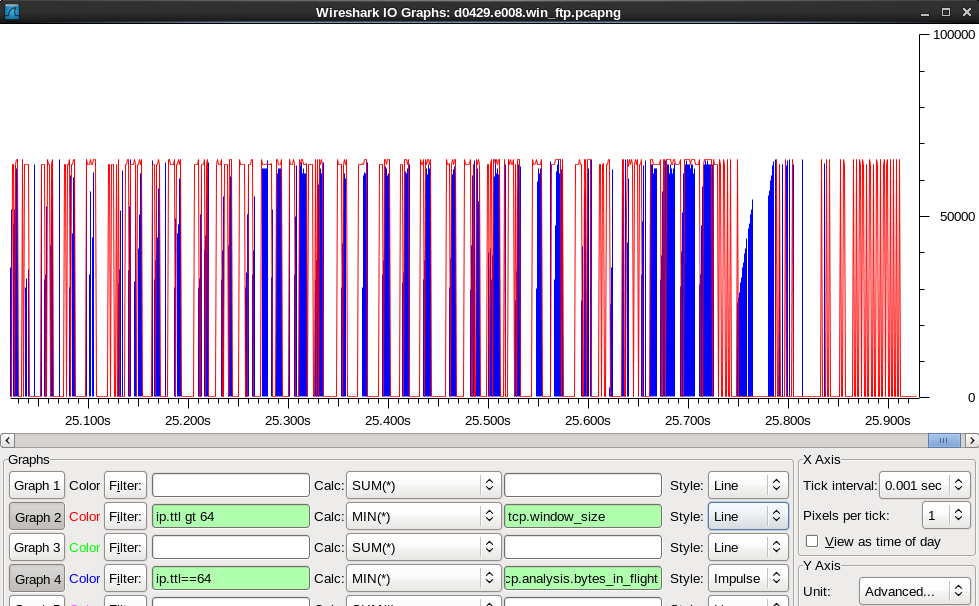 Wireshark IO Graphs: d0429.e008.win_ftp.pcapng
100000
50000
0
25.100s 25.200s 25.300s 25.400s 25.500s 25.600s 25.700s 25.800s 25.900s
Graphs
Graph 1 Color Filter: Calc: SUM(*) Style: Line
Graph 2 Color Filter: ip.ttl gt 64 Calc: MIN(*) tcp.window_size Style: Line
Graph 3 Color Filter: Calc: SUM(*) Style: Line
Graph 4 Color Filter: ip.ttl==64 Calc: MIN(*) cp.analysis.bytes_in_flight Style: Impulse
X Axis
Tick interval: 0.001 sec
Pixels per tick: 1
View as time of day
Y Axis
Unit: Advanced...